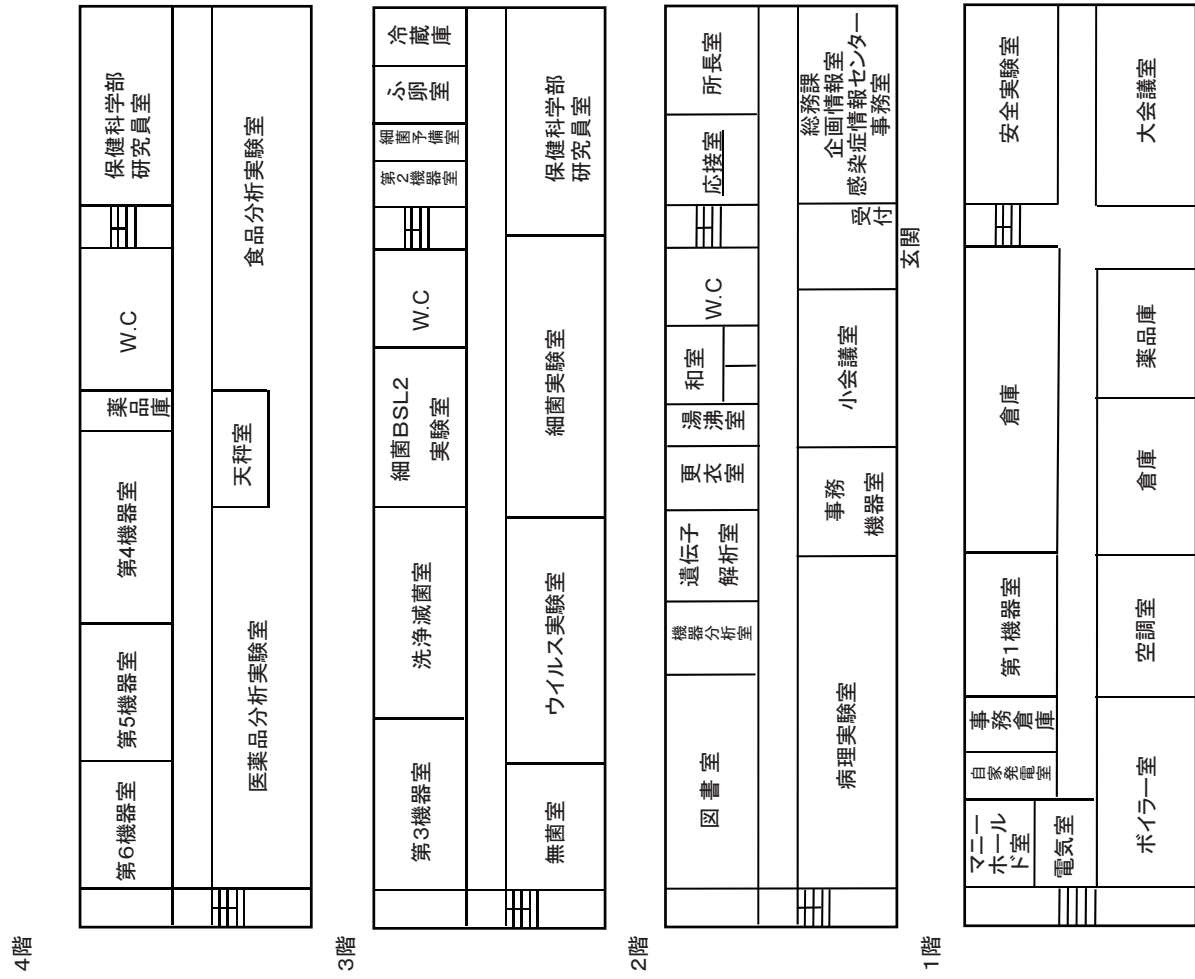 4階
第6機器室
第5機器室
第4機器室
薬品庫
W.C
保健科学部
研究員室
医薬品分析実験室
天秤室
食品分析実験室
3階
第3機器室
洗浄滅菌室
細菌BSL2
実験室
W.C
第2機器室
細菌予備室
ふ卵室
冷蔵庫
無菌室
ウイルス実験室
細菌実験室
保健科学部
研究員室
2階
図書室
機器分析室
遺伝子
解析室
更衣室
湯沸室
和室
W.C
応接室
所長室
病理実験室
事務
機器室
小会議室
受付
総務課
企画情報室
感染症情報センター
事務室
玄関
1階
マニー
ホール
ド室
電気室
自家発電室
事務倉庫
第1機器室
倉庫
安全実験室
ボイラー室
空調室
倉庫
薬品庫
大会議室